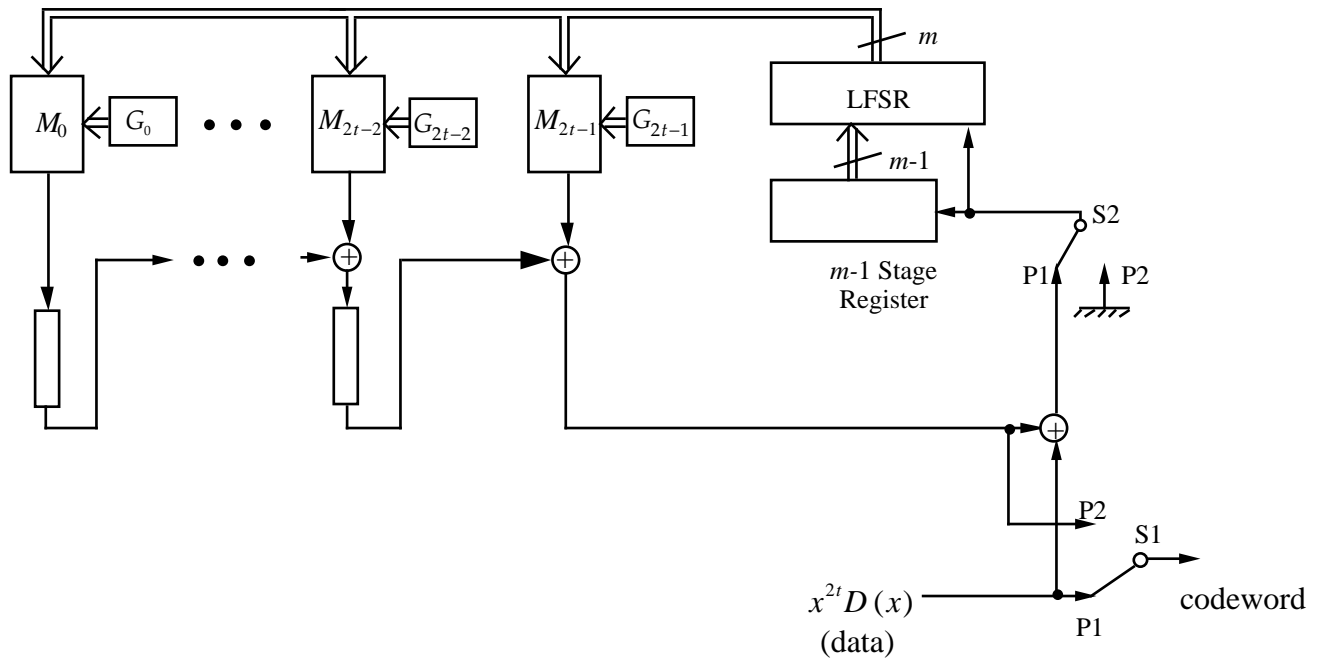 m
M₀
G₀
• • •
M₂ₜ₋₂
G₂ₜ₋₂
M₂ₜ₋₁
G₂ₜ₋₁
LFSR
m-1
S2
• • •
+
+
m-1 Stage
Register
P1
P2
+
P2
S1
x²ᵗD(x)
(data)
P1
codeword